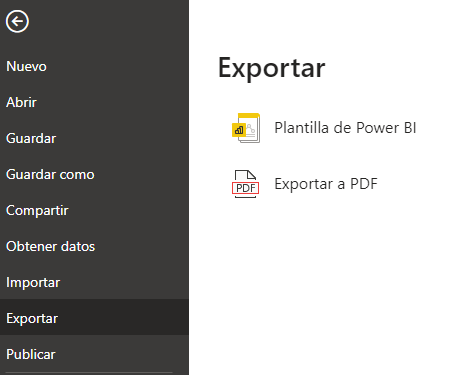 Nuevo
Abrir
Guardar
Guardar como
Compartir
Obtener datos
Importar
Exportar
Publicar
Exportar
Plantilla de Power BI
PDF
Exportar a PDF